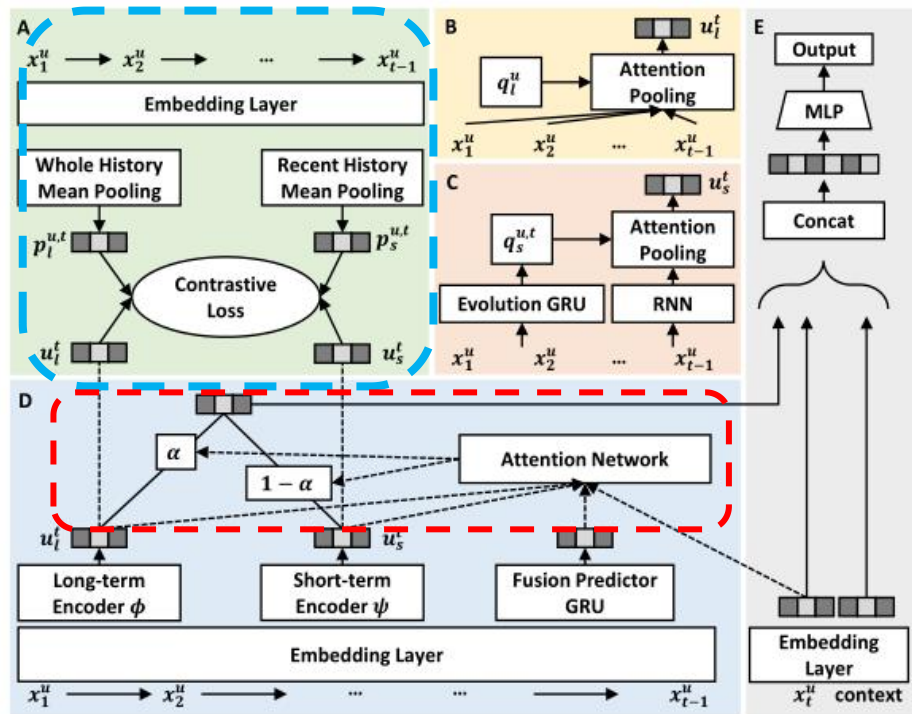 A
x_1^u x_2^u ... x_{t-1}^u
Embedding Layer
Whole History
Mean Pooling
Recent History
Mean Pooling
p_l^{u,t} p_s^{u,t}
Contrastive
Loss
u_l^t u_s^t
B
u_l^t
q_l^u
Attention
Pooling
x_1^u x_2^u ... x_{t-1}^u
C
u_s^t
q_s^{u,t}
Attention
Pooling
Evolution GRU RNN
x_1^u x_2^u ... x_{t-1}^u
D
α
1 − α
Attention Network
u_l^t u_s^t
Long-term
Encoder ϕ
Short-term
Encoder ψ
Fusion Predictor
GRU
Embedding Layer
x_1^u x_2^u ... ... x_{t-1}^u
E
Output
MLP
Concat
Embedding
Layer
x_t^u context